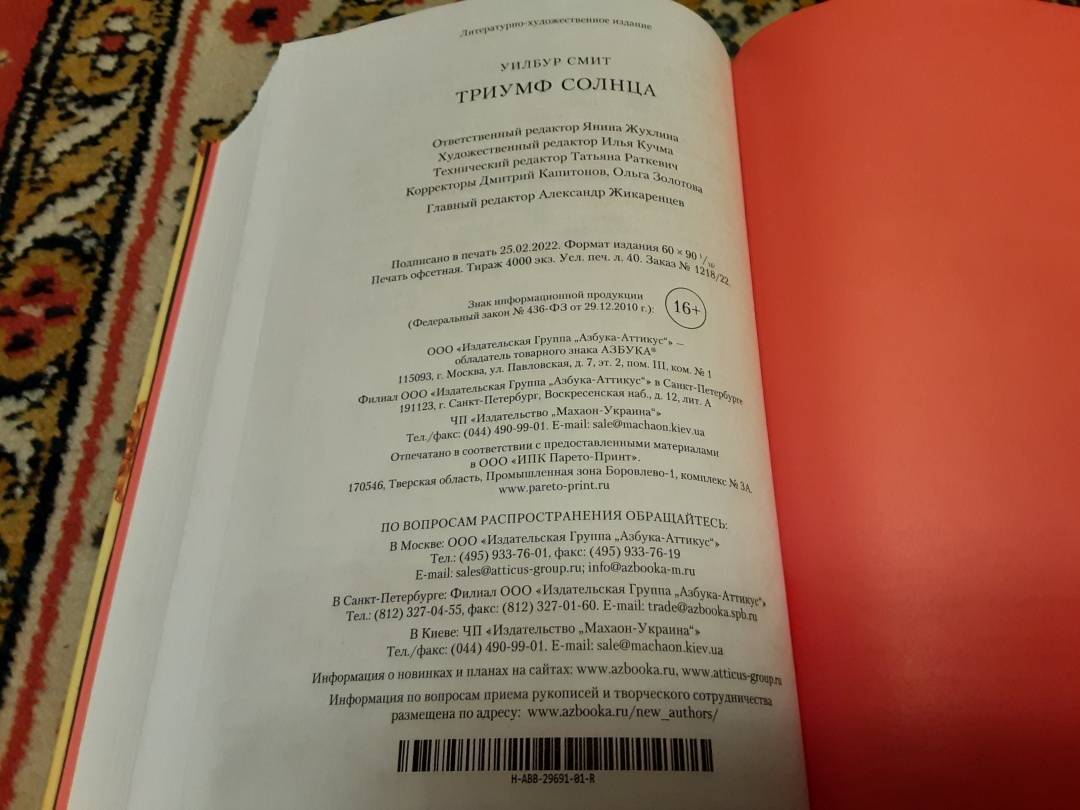 Литературно-художественное издание
УИЛБУР СМИТ
ТРИУМФ СОЛНЦА
Ответственный редактор Янина Жухлина
Художественный редактор Илья Кучма
Технический редактор Татьяна Раткевич
Корректоры Дмитрий Капитонов, Ольга Золотова
Главный редактор Александр Жикаренцев
Подписано в печать 25.02.2022. Формат издания 60 × 90 1/16.
Печать офсетная. Тираж 4000 экз. Усл. печ. л. 40. Заказ № 1218/22.
Знак информационной продукции
(Федеральный закон № 436-ФЗ от 29.12.2010 г.): 16+
ООО «Издательская Группа „Азбука-Аттикус“» —
обладатель товарного знака АЗБУКА®
115093, г. Москва, ул. Павловская, д. 7, эт. 2, пом. III, ком. № 1
Филиал ООО «Издательская Группа „Азбука-Аттикус“» в Санкт-Петербурге
191123, г. Санкт-Петербург, Воскресенская наб., д. 12, лит. А
ЧП «Издательство „Махаон-Украина“»
Тел./факс: (044) 490-99-01. E-mail: sale@machaon.kiev.ua
Отпечатано в соответствии с предоставленными материалами
в ООО «ИПК Парето-Принт».
170546, Тверская область, Промышленная зона Боровлево-1, комплекс № 3А.
www.pareto-print.ru
ПО ВОПРОСАМ РАСПРОСТРАНЕНИЯ ОБРАЩАЙТЕСЬ:
В Москве: ООО «Издательская Группа „Азбука-Аттикус“»
Тел.: (495) 933-76-01, факс: (495) 933-76-19
E-mail: sales@atticus-group.ru; info@azbooka-m.ru
В Санкт-Петербурге: Филиал ООО «Издательская Группа „Азбука-Аттикус“»
Тел.: (812) 327-04-55, факс: (812) 327-01-60. E-mail: trade@azbooka.spb.ru
В Киеве: ЧП «Издательство „Махаон-Украина“»
Тел./факс: (044) 490-99-01. E-mail: sale@machaon.kiev.ua
Информация о новинках и планах на сайтах: www.azbooka.ru, www.atticus-group.ru
Информация по вопросам приема рукописей и творческого сотрудничества
размещена по адресу: www.azbooka.ru/new_authors/
H-ABB-29691-01-R